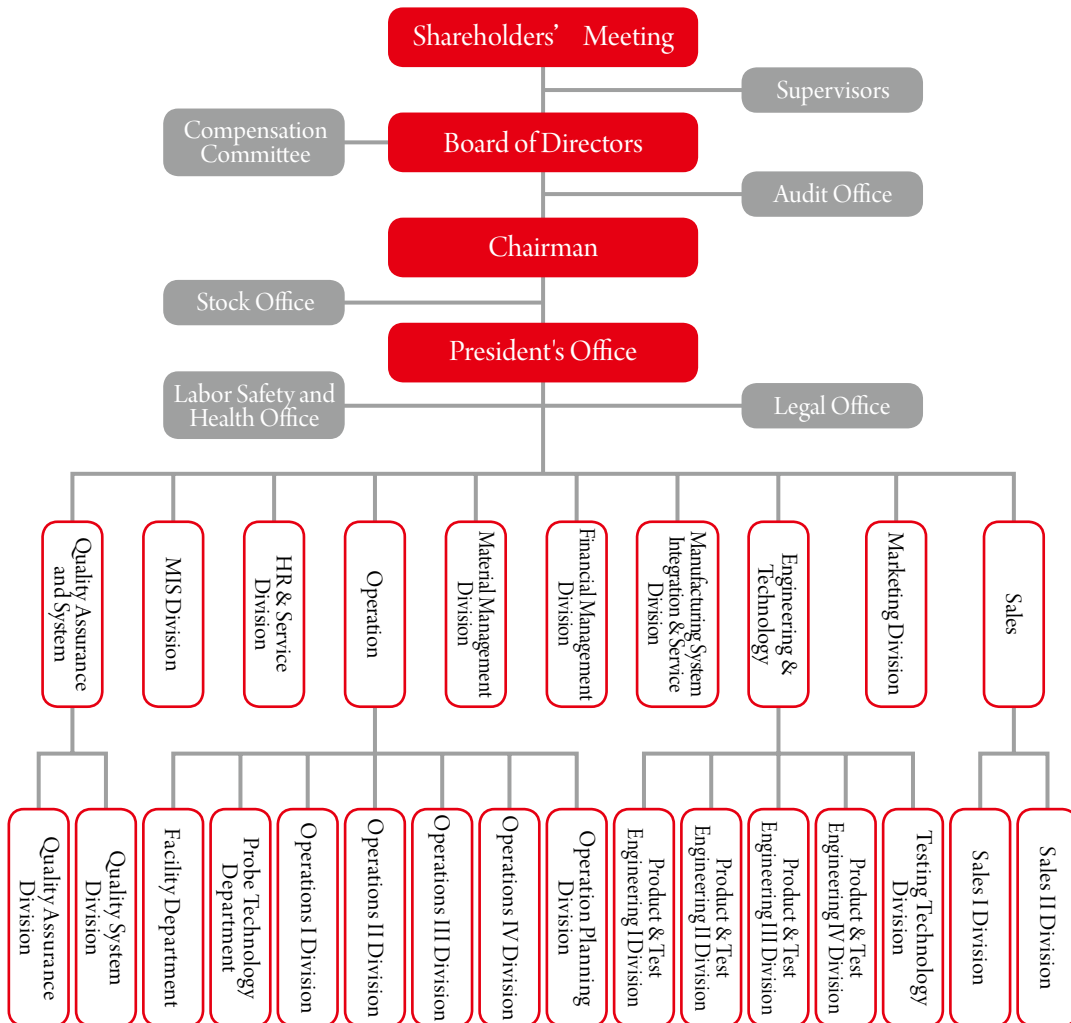 Shareholders’ Meeting
Supervisors
Compensation
Committee
Board of Directors
Audit Office
Chairman
Stock Office
President's Office
Labor Safety and
Health Office
Legal Office
Quality Assurance
and System
MIS Division
HR & Service
Division
Operation
Material Management
Division
Financial Management
Division
Manufacturing System
Integration & Service
Division
Engineering &
Technology
Marketing Division
Sales
Quality Assurance
Division
Quality System
Division
Facility Department
Probe Technology
Department
Operations I Division
Operations II Division
Operations III Division
Operations IV Division
Operation Planning
Division
Product & Test
Engineering I Division
Product & Test
Engineering II Division
Product & Test
Engineering III Division
Product & Test
Engineering IV Division
Testing Technology
Division
Sales I Division
Sales II Division